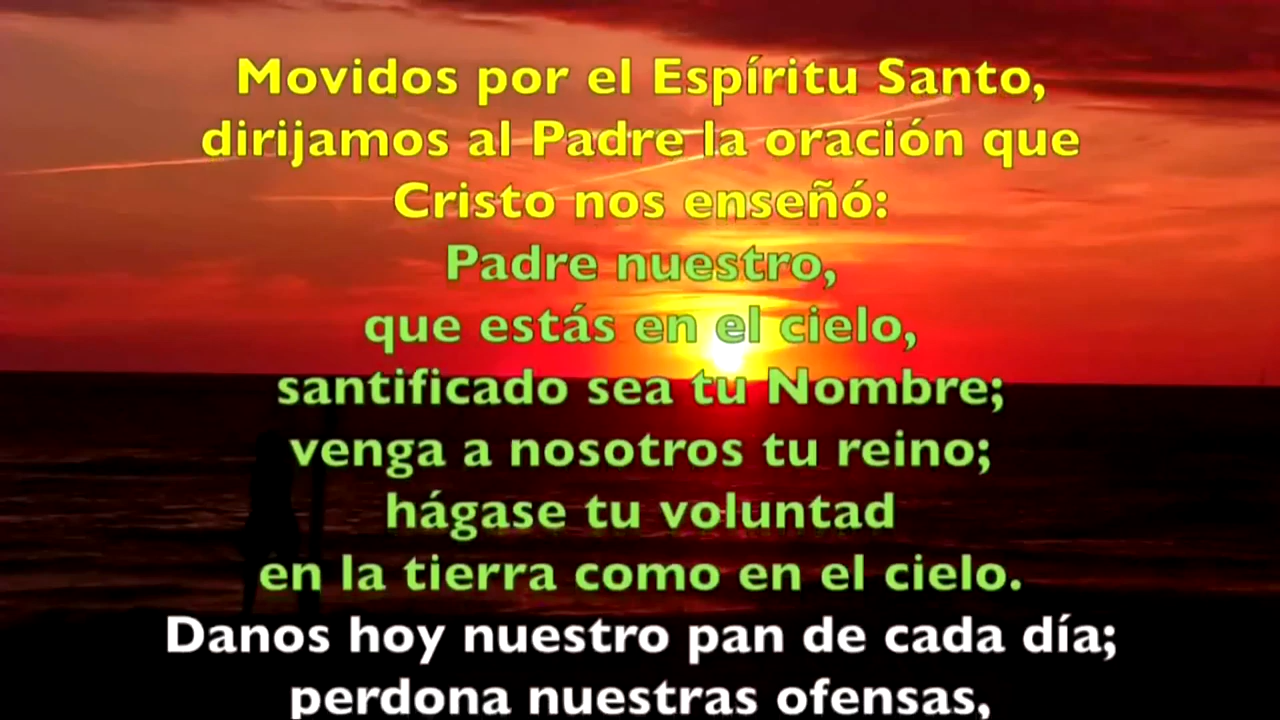 Movidos por el Espíritu Santo,
dirijamos al Padre la oración que
Cristo nos enseñó:
Padre nuestro,
que estás en el cielo,
santificado sea tu Nombre;
venga a nosotros tu reino;
hágase tu voluntad
en la tierra como en el cielo.
Danos hoy nuestro pan de cada día;
perdona nuestras ofensas,